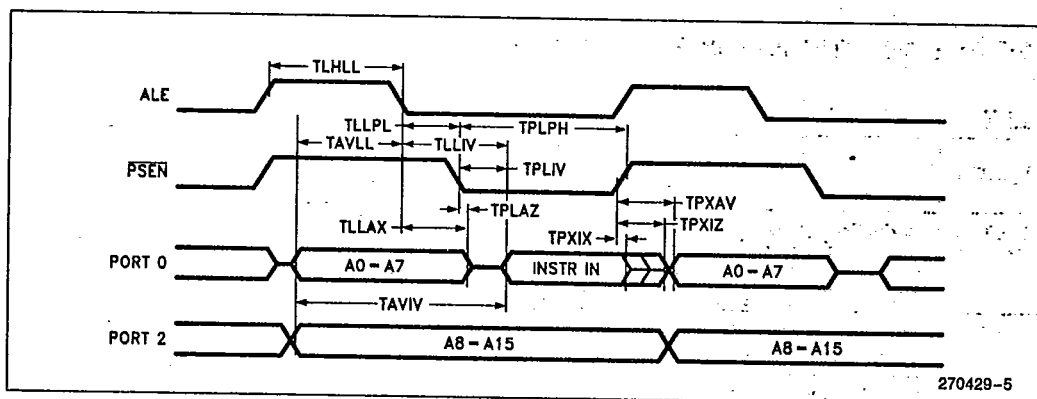 TLHLL
ALE
TLLPL
TPLPH
TAVLL
TLLIV
PSEN
TPLIV
TPLAZ
TPXAV
TLLAX
TPXIZ
TPXIX
PORT 0
A0-A7
INSTR IN
A0-A7
TAVIV
PORT 2
A8-A15
A8-A15
270429-5